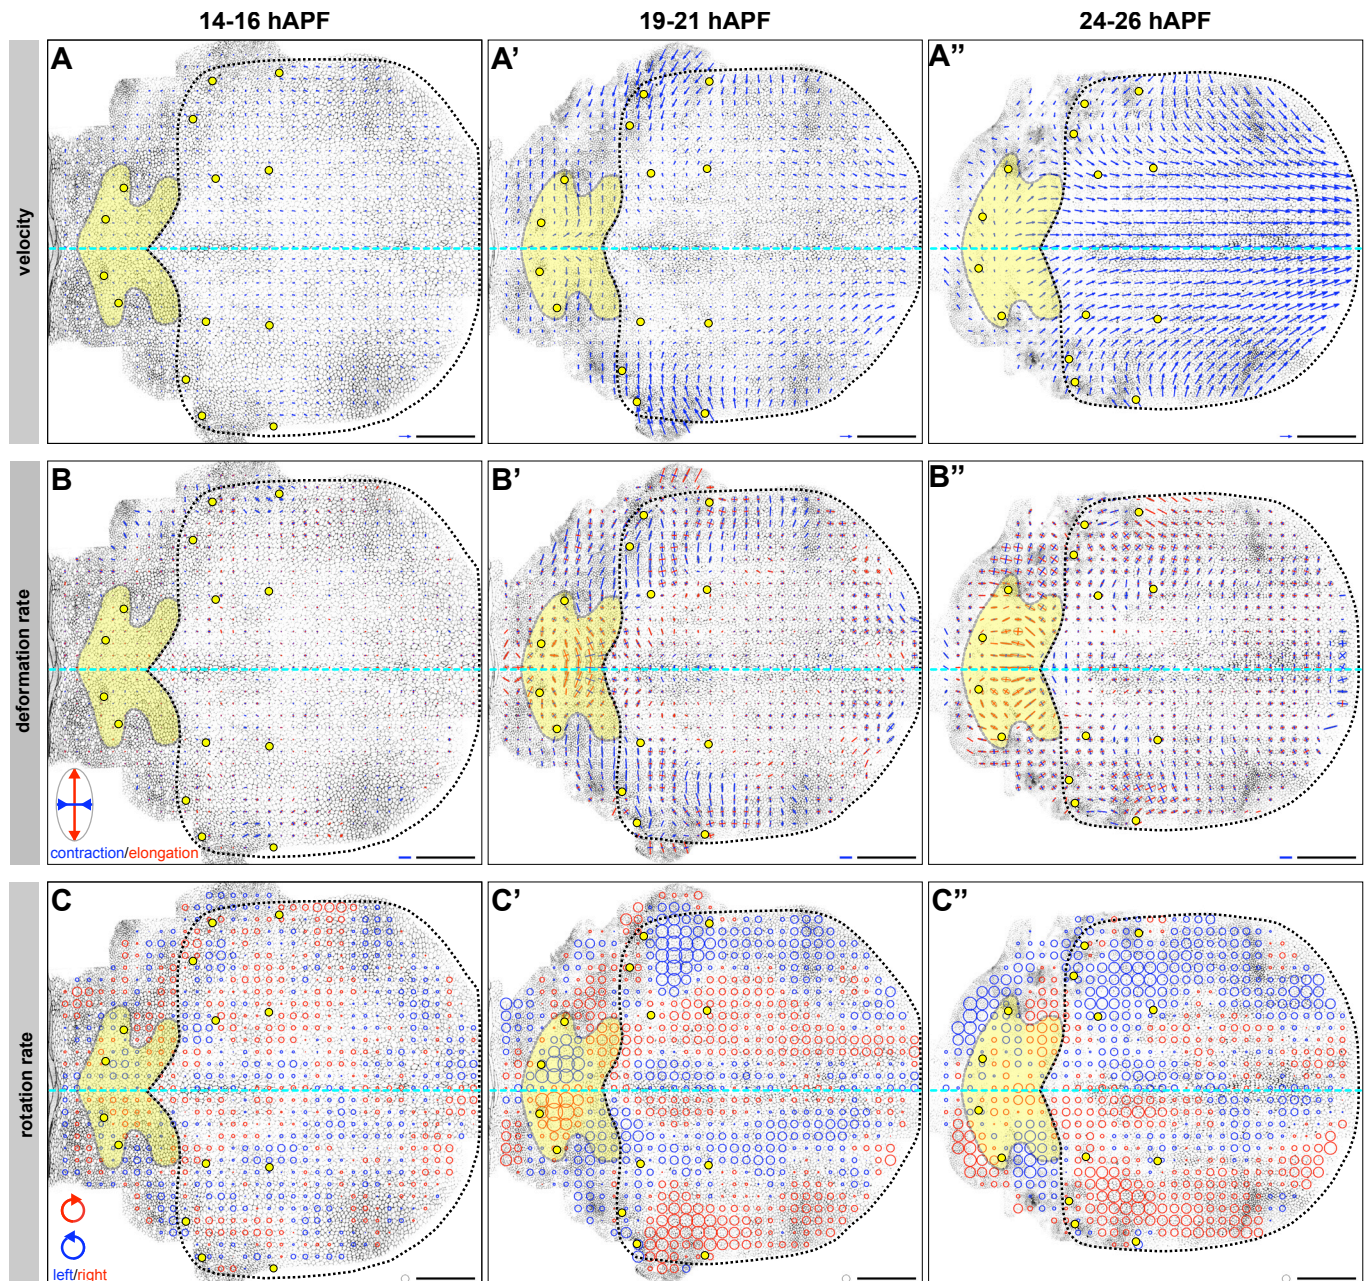 14-16 hAPF
19-21 hAPF
24-26 hAPF
velocity
A
A'
A''
deformation rate
B
B'
B''
contraction/elongation
rotation rate
C
C'
C''
left/right